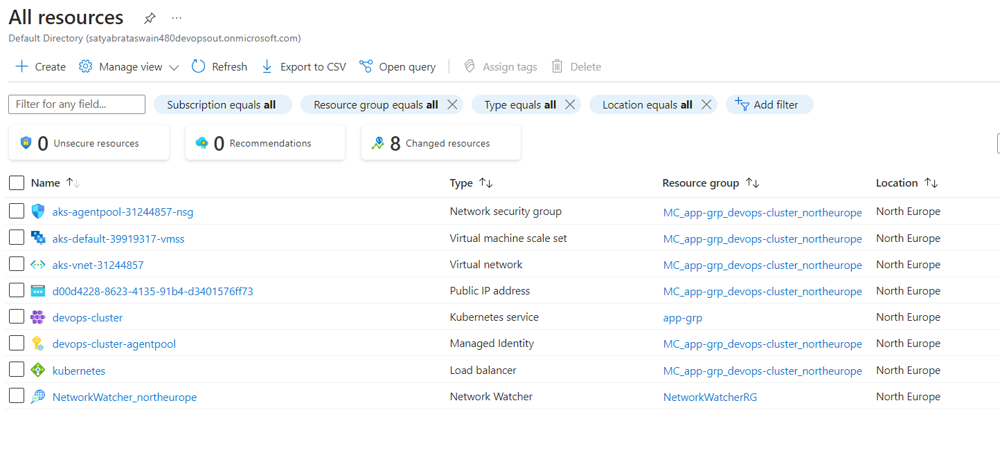 All resources ...
Default Directory (satyabrataswain480devopsout.onmicrosoft.com)
Create Manage view Refresh Export to CSV Open query Assign tags Delete
Filter for any field... Subscription equals all Resource group equals all Type equals all Location equals all Add filter
0 Unsecure resources 0 Recommendations 8 Changed resources
Name Type Resource group Location
aks-agentpool-31244857-nsg Network security group MC_app-grp_devops-cluster_northeurope North Europe
aks-default-39919317-vmss Virtual machine scale set MC_app-grp_devops-cluster_northeurope North Europe
aks-vnet-31244857 Virtual network MC_app-grp_devops-cluster_northeurope North Europe
d00d4228-8623-4135-91b4-d3401576ff73 Public IP address MC_app-grp_devops-cluster_northeurope North Europe
devops-cluster Kubernetes service app-grp North Europe
devops-cluster-agentpool Managed Identity MC_app-grp_devops-cluster_northeurope North Europe
kubernetes Load balancer MC_app-grp_devops-cluster_northeurope North Europe
NetworkWatcher_northeurope Network Watcher NetworkWatcherRG North Europe